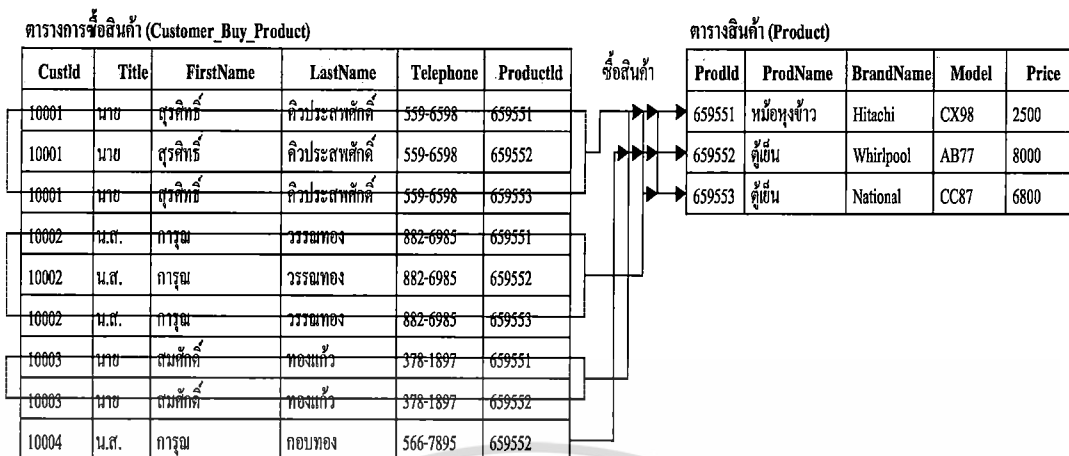 ตารางการซื้อสินค้า (Customer_Buy_Product)
CustId Title FirstName LastName Telephone ProductId
10001 นาย สุรศิทธิ์ ศิวประสพศักดิ์ 559-6598 659551
10001 นาย สุรศิทธิ์ ศิวประสพศักดิ์ 559-6598 659552
10001 นาย สุรศิทธิ์ ศิวประสพศักดิ์ 559-6598 659553
10002 น.ส. การุณ วรรณทอง 882-6985 659551
10002 น.ส. การุณ วรรณทอง 882-6985 659552
10002 น.ส. การุณ วรรณทอง 882-6985 659553
10003 นาย สมศักดิ์ ทองแก้ว 378-1897 659551
10003 นาย สมศักดิ์ ทองแก้ว 378-1897 659552
10004 น.ส. การุณ กอบทอง 566-7895 659552
ซื้อสินค้า
ตารางสินค้า (Product)
ProdId ProdName BrandName Model Price
659551 หม้อหุงข้าว Hitachi CX98 2500
659552 ตู้เย็น Whirlpool AB77 8000
659553 ตู้เย็น National CC87 6800